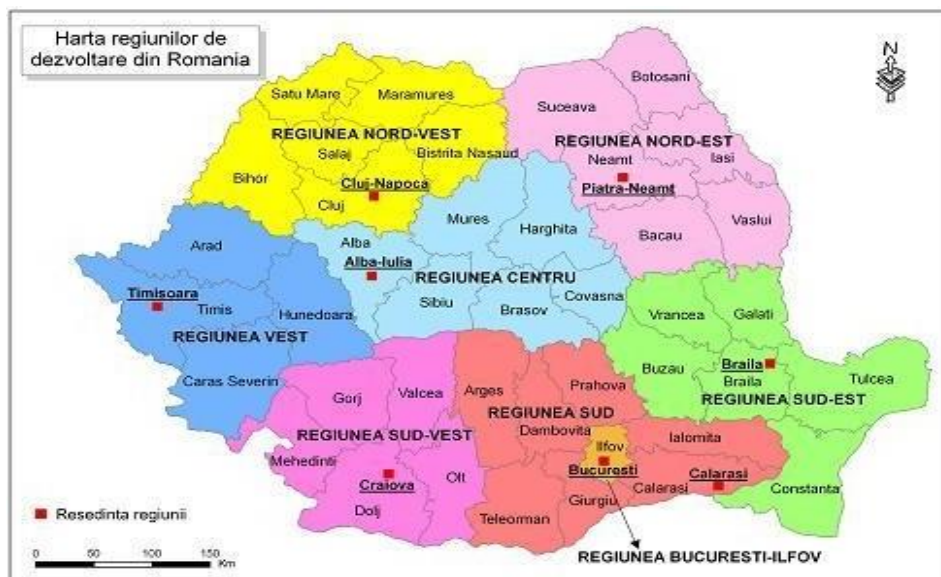 Harta regiunilor de
dezvoltare din Romania
N
Satu Mare
Maramures
REGIUNEA NORD-VEST
Salaj
Bistrita Nasaud
Bihor
Cluj-Napoca
Cluj
Botosani
Suceava
REGIUNEA NORD-EST
Neamt
Iasi
Piatra-Neamt
Vaslui
Bacau
Mures
Harghita
Alba
Alba-Iulia
REGIUNEA CENTRU
Covasna
Sibiu
Brasov
Arad
Timisoara
Timis
Hunedoara
REGIUNEA VEST
Caras Severin
Vrancea
Galati
Braila
Buzau
Braila
Tulcea
REGIUNEA SUD-EST
Constanta
Gorj
Valcea
REGIUNEA SUD-VEST
Mehedinti
Olt
Craiova
Dolj
Arges
Prahova
REGIUNEA SUD
Dambovita
Ilfov
Ialomita
Bucuresti
Calarasi
Calarasi
Giurgiu
Teleorman
REGIUNEA BUCURESTI-ILFOV
Resedinta regiunii
0 50 100 150
Km